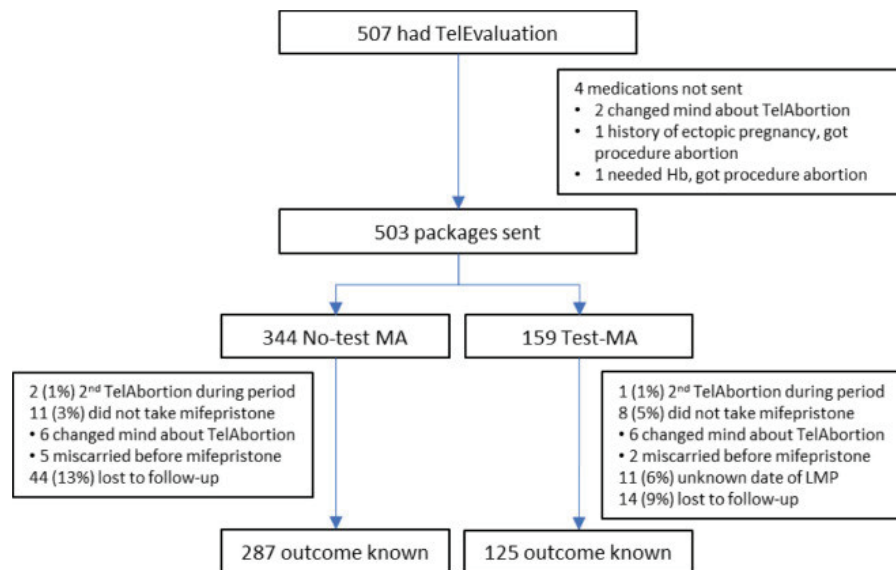 507 had TelEvaluation
4 medications not sent
• 2 changed mind about TelAbortion
• 1 history of ectopic pregnancy, got
procedure abortion
• 1 needed Hb, got procedure abortion
503 packages sent
344 No-test MA
159 Test-MA
2 (1%) 2nd TelAbortion during period
11 (3%) did not take mifepristone
• 6 changed mind about TelAbortion
• 5 miscarried before mifepristone
44 (13%) lost to follow-up
1 (1%) 2nd TelAbortion during period
8 (5%) did not take mifepristone
• 6 changed mind about TelAbortion
• 2 miscarried before mifepristone
11 (6%) unknown date of LMP
14 (9%) lost to follow-up
287 outcome known
125 outcome known